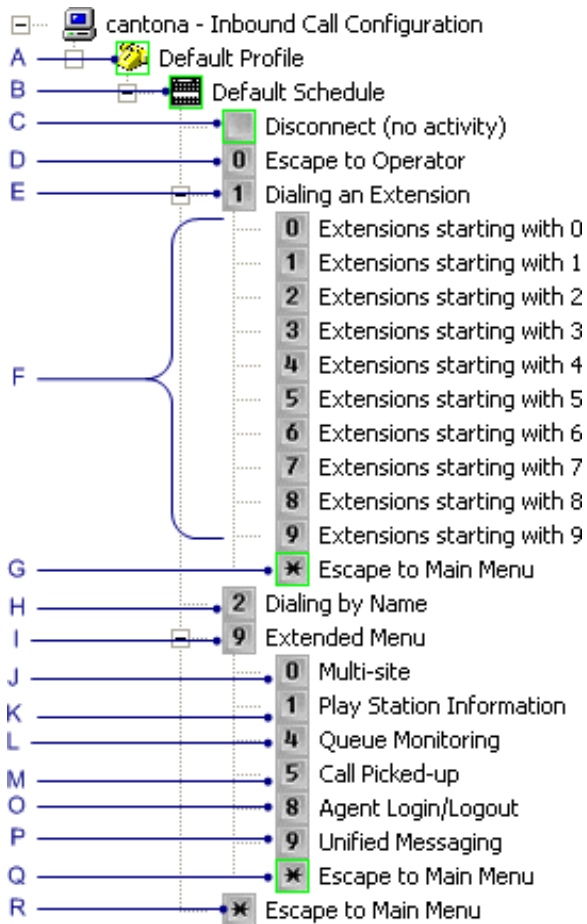 cantona - Inbound Call Configuration
A Default Profile
B Default Schedule
C Disconnect (no activity)
D 0 Escape to Operator
E 1 Dialing an Extension
0 Extensions starting with 0
1 Extensions starting with 1
2 Extensions starting with 2
3 Extensions starting with 3
4 Extensions starting with 4
F 5 Extensions starting with 5
6 Extensions starting with 6
7 Extensions starting with 7
8 Extensions starting with 8
9 Extensions starting with 9
G * Escape to Main Menu
H 2 Dialing by Name
I 9 Extended Menu
J 0 Multi-site
K 1 Play Station Information
L 4 Queue Monitoring
M 5 Call Picked-up
O 8 Agent Login/Logout
P 9 Unified Messaging
Q * Escape to Main Menu
R * Escape to Main Menu